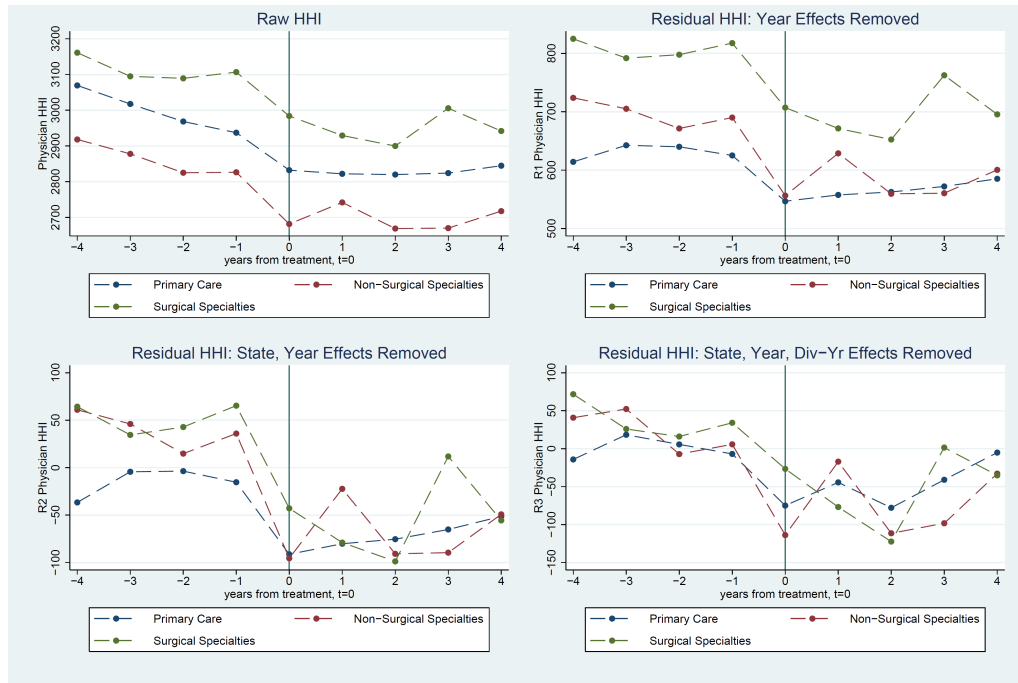 Raw HHI
Physician HHI
3200
3100
3000
2900
2800
2700
−4 −3 −2 −1 0 1 2 3 4
years from treatment, t=0
Primary Care Non−Surgical Specialties
Surgical Specialties
Residual HHI: Year Effects Removed
R1 Physician HHI
800
700
600
500
−4 −3 −2 −1 0 1 2 3 4
years from treatment, t=0
Primary Care Non−Surgical Specialties
Surgical Specialties
Residual HHI: State, Year Effects Removed
R2 Physician HHI
100
50
0
−50
−100
−4 −3 −2 −1 0 1 2 3 4
years from treatment, t=0
Primary Care Non−Surgical Specialties
Surgical Specialties
Residual HHI: State, Year, Div−Yr Effects Removed
R3 Physician HHI
100
50
0
−50
−100
−150
−4 −3 −2 −1 0 1 2 3 4
years from treatment, t=0
Primary Care Non−Surgical Specialties
Surgical Specialties